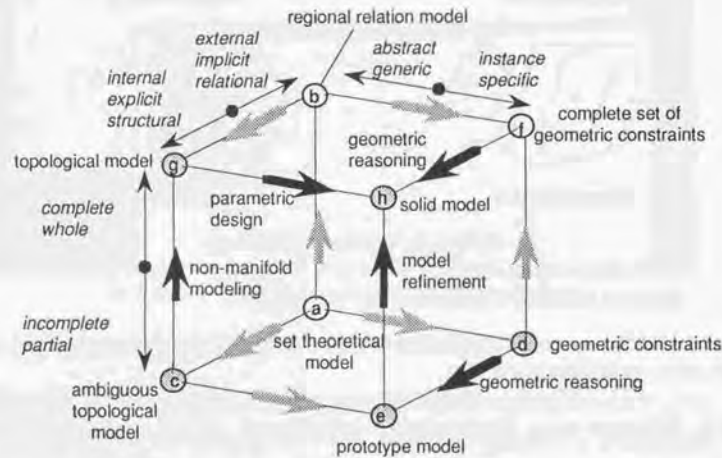 regional relation model
external
implicit
relational
abstract
generic
instance
specific
internal
explicit
structural
b
f
complete set of
geometric constraints
topological model
g
geometric
reasoning
h
solid model
parametric
design
complete
whole
non-manifold
modeling
model
refinement
a
set theoretical
model
incomplete
partial
d
geometric constraints
c
ambiguous
topological
model
geometric reasoning
e
prototype model